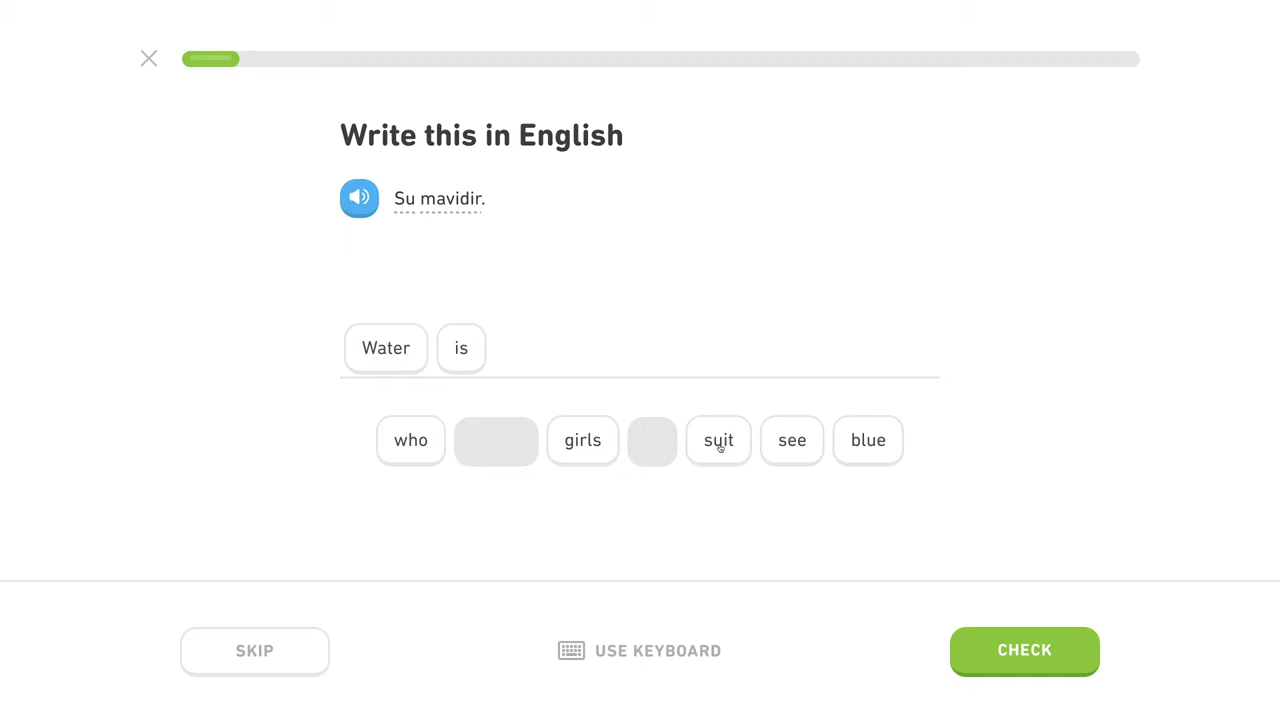 Write this in English
Su mavidir.
Water is
who girls suit see blue
SKIP USE KEYBOARD CHECK